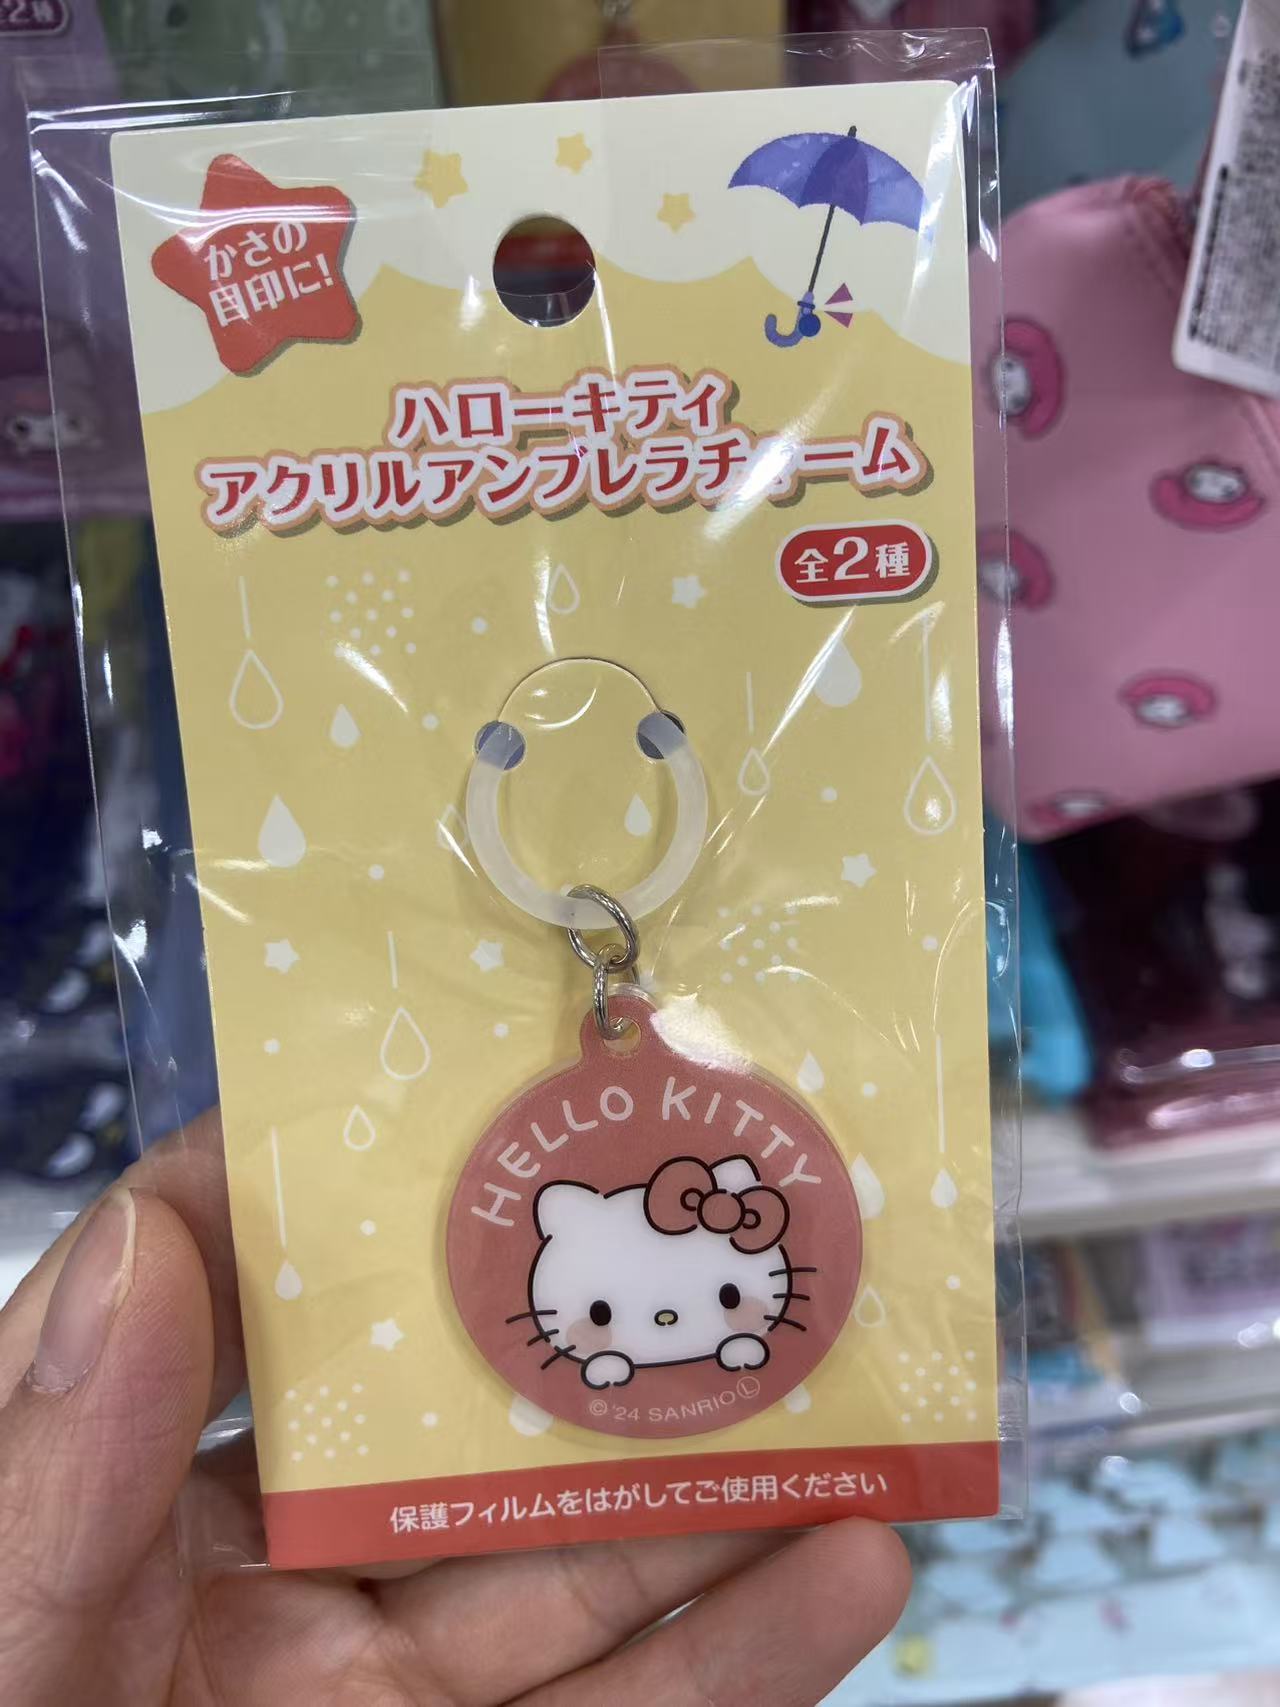 かさの
目印に!
ハローキティ
アクリルアンブレラチャーム
全2種
HELLO KITTY
© '24 SANRIO Ⓛ
保護フィルムをはがしてご使用ください